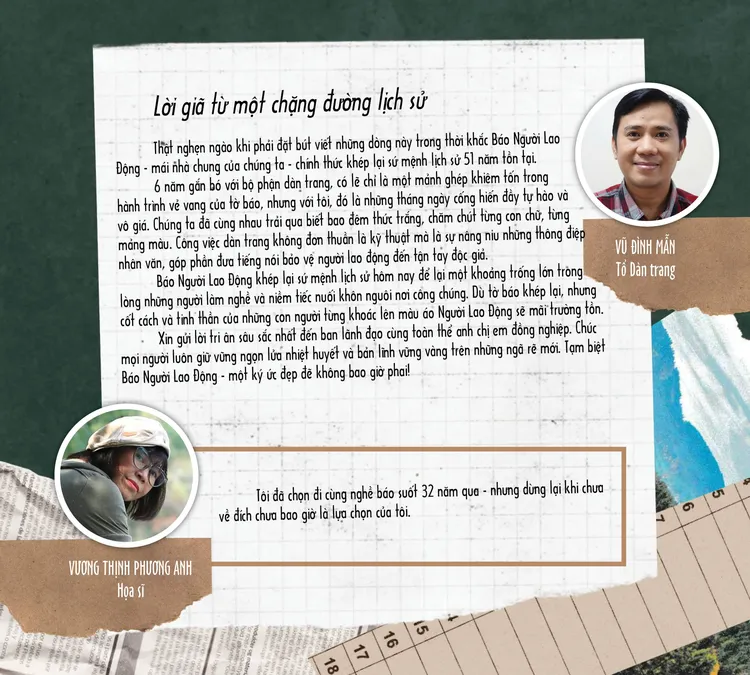 Lời giã từ một chặng đường lịch sử
Thật nghẹn ngào khi phải đặt bút viết những dòng này trong thời khắc Báo Người Lao
Động - mái nhà chung của chúng ta - chính thức khép lại sứ mệnh lịch sử 51 năm tồn tại.
6 năm gắn bó với bộ phận dàn trang, có lẽ chỉ là một mảnh ghép khiêm tốn trong
hành trình vẻ vang của tờ báo, nhưng với tôi, đó là những tháng ngày cống hiến đầy tự hào và
vô giá. Chúng ta đã cùng nhau trải qua biết bao đêm thức trắng, chăm chút từng con chữ, từng
mảng màu. Công việc dàn trang không đơn thuần là kỹ thuật mà là sự nâng niu những thông điệp
nhân văn, góp phần đưa tiếng nói bảo vệ người lao động đến tận tay độc giả.
Báo Người Lao Động khép lại sứ mệnh lịch sử hôm nay để lại một khoảng trống lớn tròng
lòng những người làm nghề và niềm tiếc nuối khôn nguôi nơi công chúng. Dù tờ báo khép lại, nhưng
cốt cách và tinh thần của những con người từng khoác lên màu áo Người Lao Động sẽ mãi trường tồn.
Xin gửi lời tri ân sâu sắc nhất đến ban lãnh đạo cùng toàn thể anh chị em đồng nghiệp. Chúc
mọi người luôn giữ vững ngọn lửa nhiệt huyết và bản lĩnh vững vàng trên những ngã rẽ mới. Tạm biệt
Báo Người Lao Động - một ký ức đẹp đẽ không bao giờ phai!
VŨ ĐÌNH MẪN
Tổ Dàn trang
Tôi đã chọn đi cùng nghề báo suốt 32 năm qua - nhưng dừng lại khi chưa
về đích chưa bao giờ là lựa chọn của tôi.
VƯƠNG THỊNH PHƯƠNG ANH
Họa sĩ
18
17
16
15
7
5